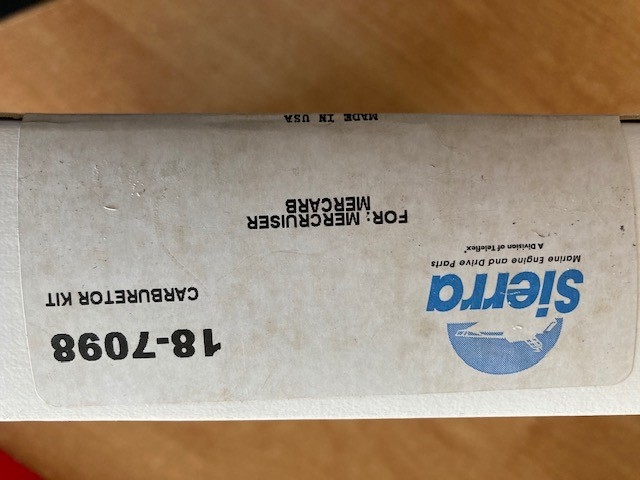 Sierra
Marine Engine and Drive Parts
A Division of Teleflex
18-7098
CARBURETOR KIT
FOR: MERCRUISER
MERCARB
MADE IN USA